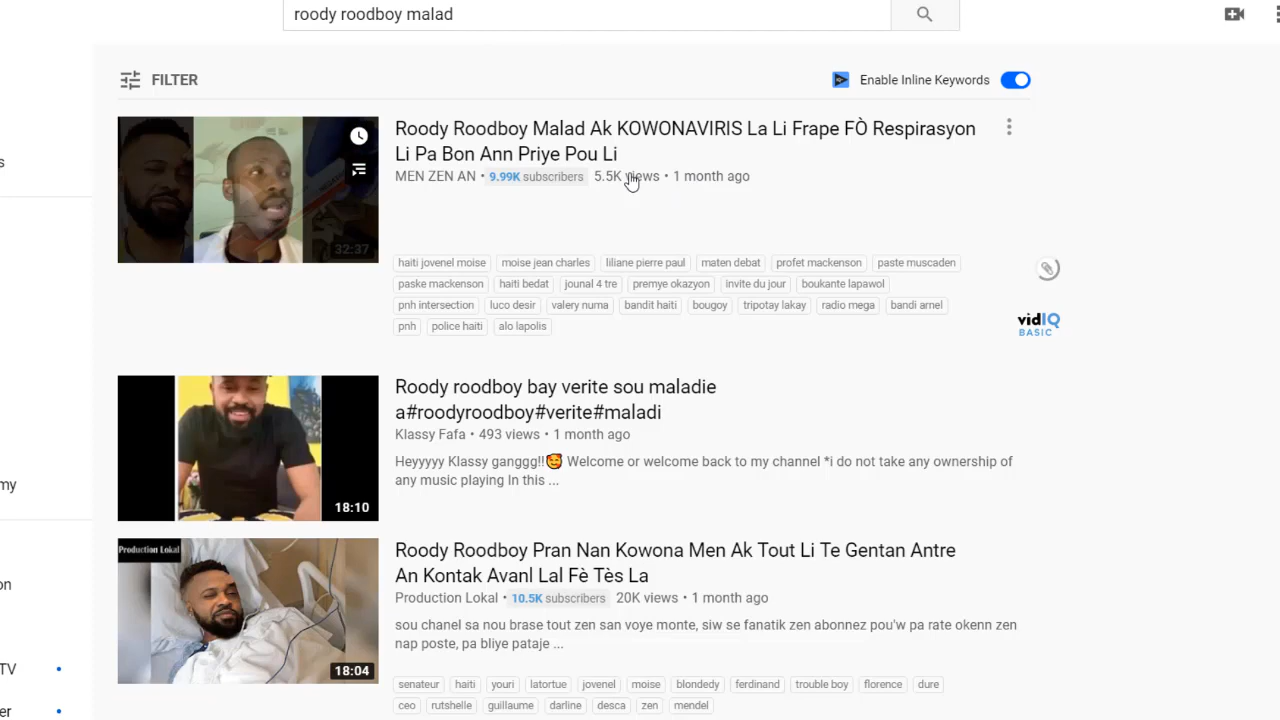 roody roodboy malad
FILTER
Enable Inline Keywords
Roody Roodboy Malad Ak KOWONAVIRIS La Li Frape FÒ Respirasyon
Li Pa Bon Ann Priye Pou Li
MEN ZEN AN • 9.99K subscribers 5.5K views • 1 month ago
32:37
haiti jovenel moise moise jean charles liliane pierre paul maten debat profet mackenson paste muscaden
paske mackenson haiti bedat jounal 4 tre premye okazyon invite du jour boukante lapawol
pnh intersection luco desir valery numa bandit haiti bougoy tripotay lakay radio mega bandi arnel
pnh police haiti alo lapolis
vidIQ
BASIC
Roody roodboy bay verite sou maladie
a#roodyroodboy#verite#maladi
Klassy Fafa • 493 views • 1 month ago
Heyyyyy Klassy ganggg!!🥰 Welcome or welcome back to my channel *i do not take any ownership of
any music playing In this ...
18:10
my
Production Lokal
Roody Roodboy Pran Nan Kowona Men Ak Tout Li Te Gentan Antre
An Kontak Avanl Lal Fè Tès La
Production Lokal • 10.5K subscribers 20K views • 1 month ago
sou chanel sa nou brase tout zen san voye monte, siw se fanatik zen abonnez pou'w pa rate okenn zen
nap poste, pa bliye pataje ...
18:04
senateur haiti youri latortue jovenel moise blondedy ferdinand trouble boy florence dure
ceo rutshelle guillaume darline desca zen mendel
s
on
TV
er